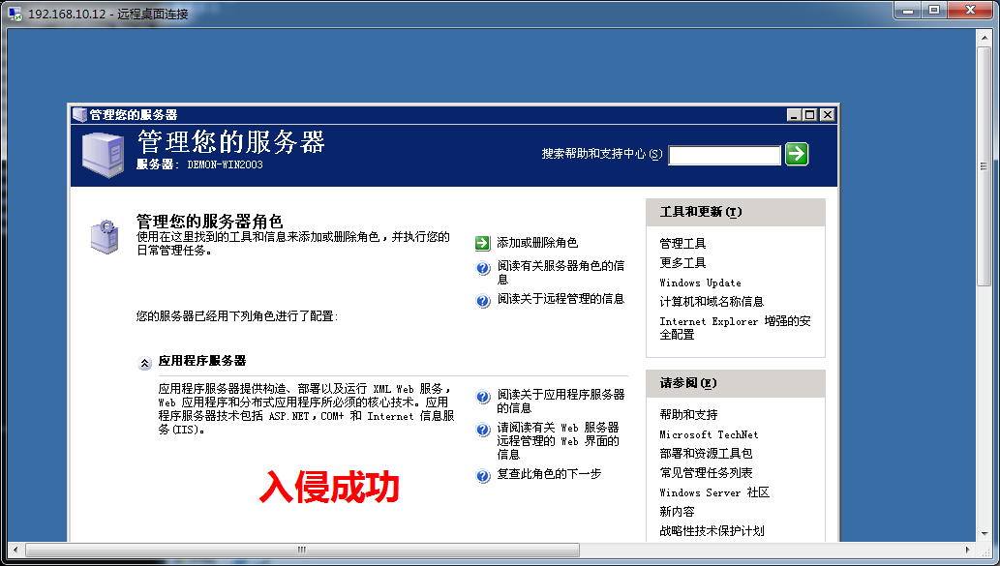 192.168.10.12 - 远程桌面连接
管理您的服务器
管理您的服务器
服务器: DEMON-WIN2003
搜索帮助和支持中心(S)
管理您的服务器角色
使用在这里找到的工具和信息来添加或删除角色，并执行您的
日常管理任务。
添加或删除角色
阅读有关服务器角色的信
息
阅读关于远程管理的信息
您的服务器已经用下列角色进行了配置:
应用程序服务器
应用程序服务器提供构造、部署以及运行 XML Web 服务，
Web 应用程序和分布式应用程序所必须的核心技术。应用
程序服务器技术包括 ASP.NET，COM+ 和 Internet 信息服
务(IIS)。
阅读关于应用程序服务器
的信息
请阅读有关 Web 服务器
远程管理的 Web 界面的
信息
复查此角色的下一步
入侵成功
工具和更新(T)
管理工具
更多工具
Windows Update
计算机和域名称信息
Internet Explorer 增强的安
全配置
请参阅(E)
帮助和支持
Microsoft TechNet
部署和资源工具包
常见管理任务列表
Windows Server 社区
新内容
战略性技术保护计划